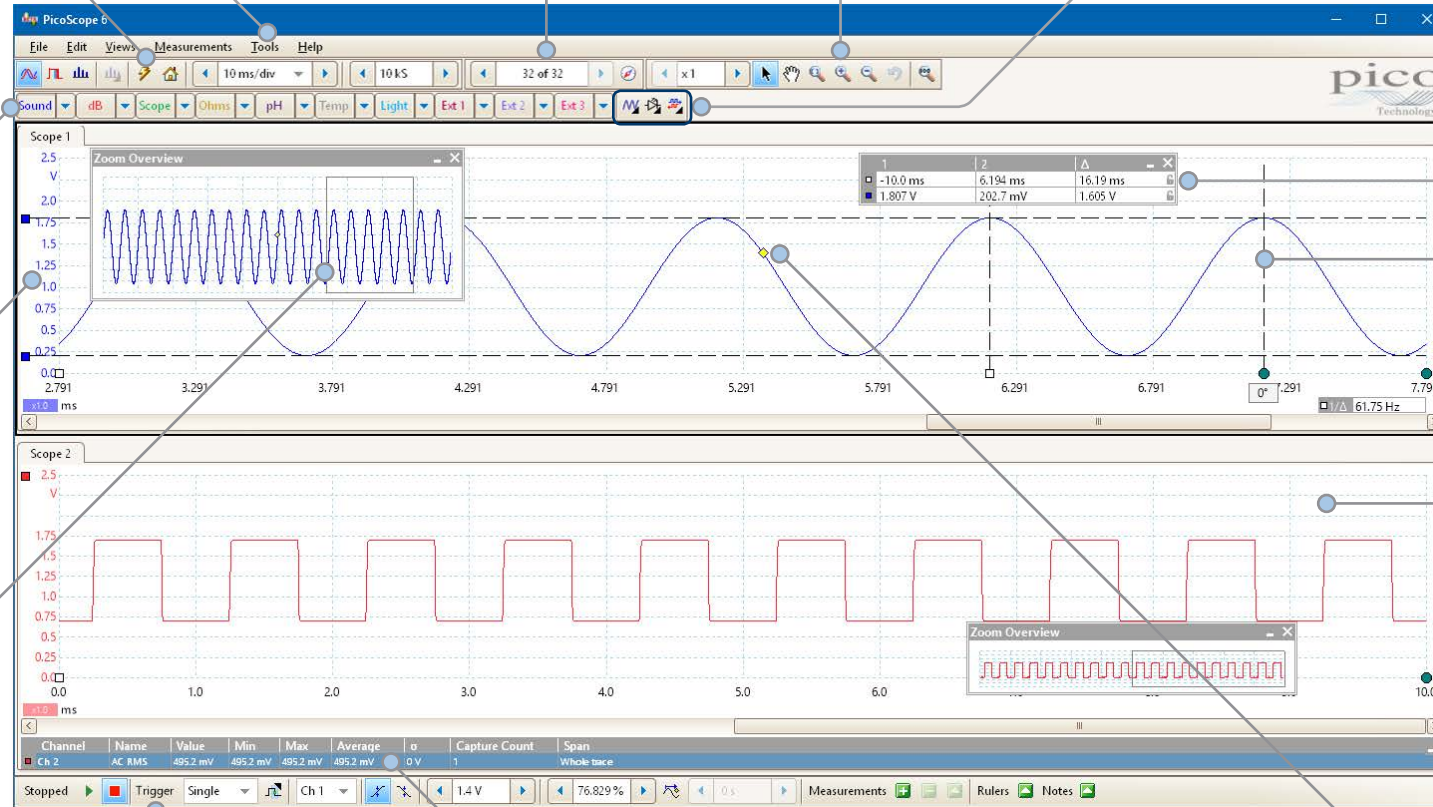 PicoScope 6
File Edit Views Measurements Tools Help
10 ms/div 10 kS 32 of 32 x1
pico
Technology
Sound dB Scope Ohms pH Temp Light Ext 1 Ext 2 Ext 3
Scope 1
2.5
V
2.0
1.75
1.5
1.25
1.0
0.75
0.5
0.25
0.0
Zoom Overview
1 2 Δ
-10.0 ms 6.194 ms 16.19 ms
1.807 V 202.7 mV 1.605 V
2.791 3.291 3.791 4.291 4.791 5.291 5.791 6.291 6.791 7.291 7.79
0°
x1.0 ms
1/Δ 61.75 Hz
Scope 2
2.5
V
1.75
1.5
1.25
1.0
0.75
0.5
0.25
0.0
Zoom Overview
0.0 1.0 2.0 3.0 4.0 5.0 6.0 10.0
x1.0 ms
Channel Name Value Min Max Average σ Capture Count Span
Ch 2 AC RMS 495.2 mV 495.2 mV 495.2 mV 495.2 mV 0 V 1 Whole trace
Stopped Trigger Single Ch 1 1.4 V 76.829 % 0 s Measurements Rulers Notes